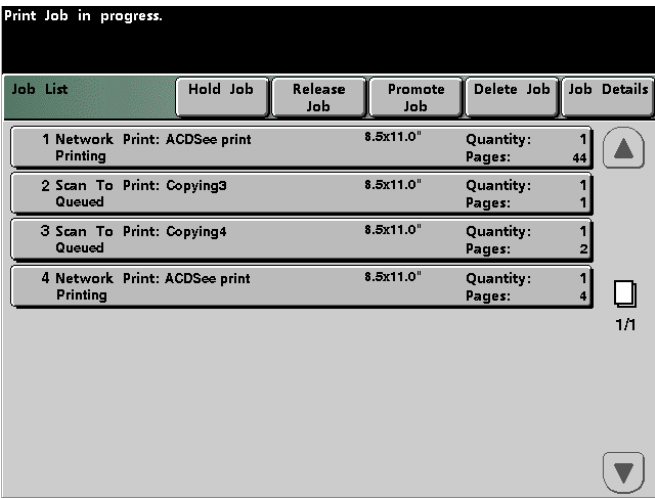 Print Job in progress.
Job List
Hold Job
Release Job
Promote Job
Delete Job
Job Details
1 Network Print: ACDSee print 8.5x11.0" Quantity: 1
Printing Pages: 44
2 Scan To Print: Copying3 8.5x11.0" Quantity: 1
Queued Pages: 1
3 Scan To Print: Copying4 8.5x11.0" Quantity: 1
Queued Pages: 2
4 Network Print: ACDSee print 8.5x11.0" Quantity: 1
Printing Pages: 4
1/1